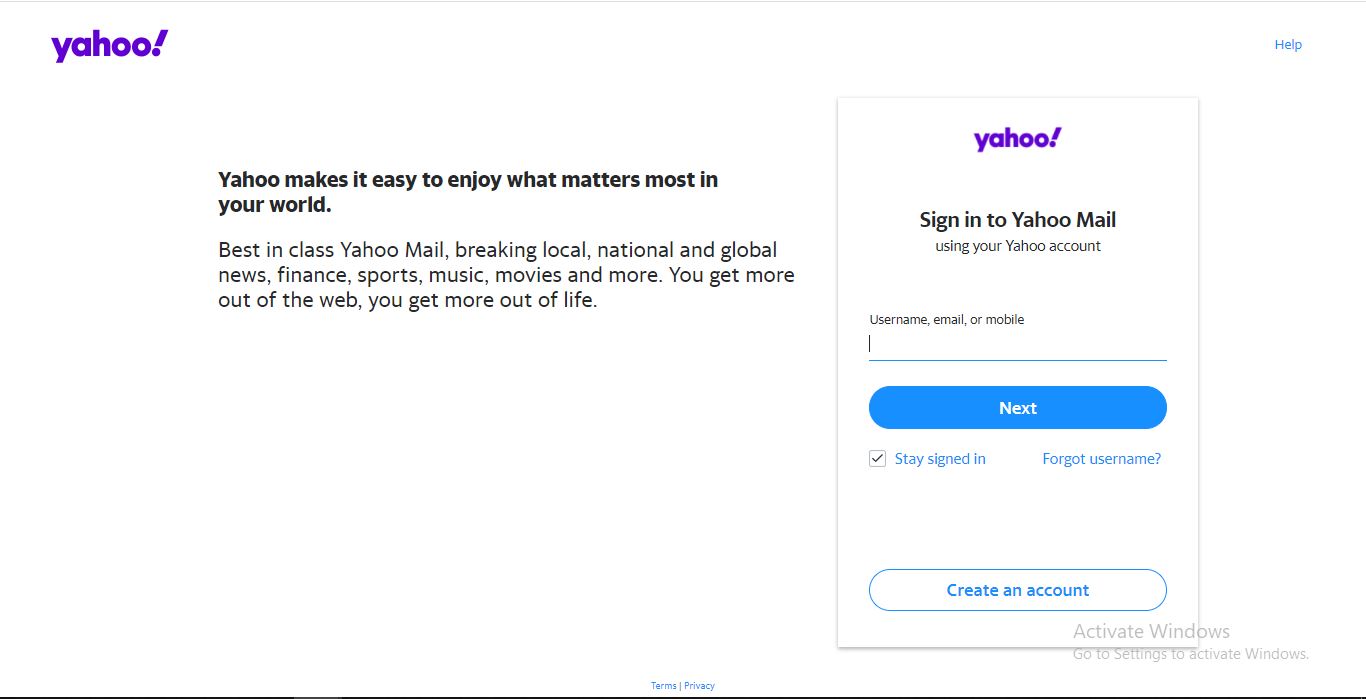 yahoo!
Help
Yahoo makes it easy to enjoy what matters most in
your world.
Best in class Yahoo Mail, breaking local, national and global
news, finance, sports, music, movies and more. You get more
out of the web, you get more out of life.
yahoo!
Sign in to Yahoo Mail
using your Yahoo account
Username, email, or mobile
Next
Stay signed in
Forgot username?
Create an account
Activate Windows
Go to Settings to activate Windows.
Terms | Privacy